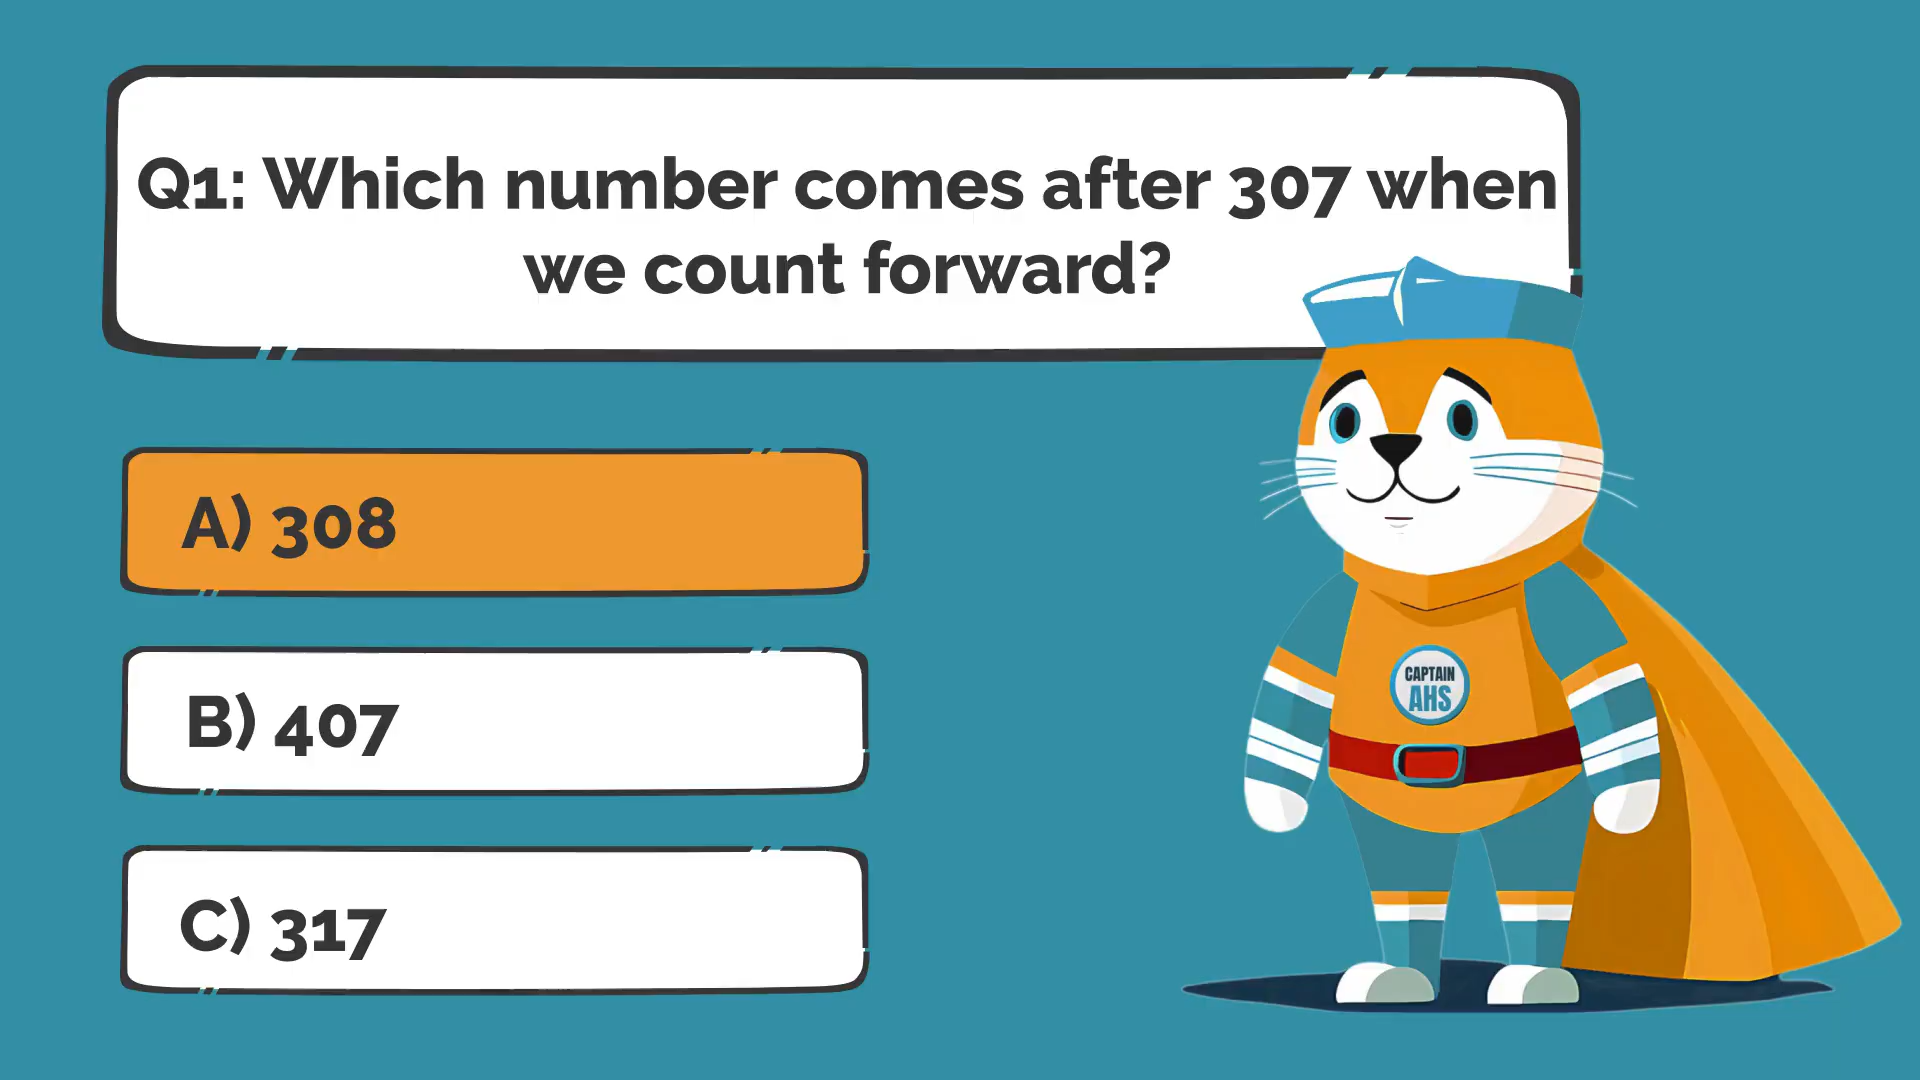 Q1: Which number comes after 307 when
we count forward?
A) 308
B) 407
C) 317
CAPTAIN
AHS